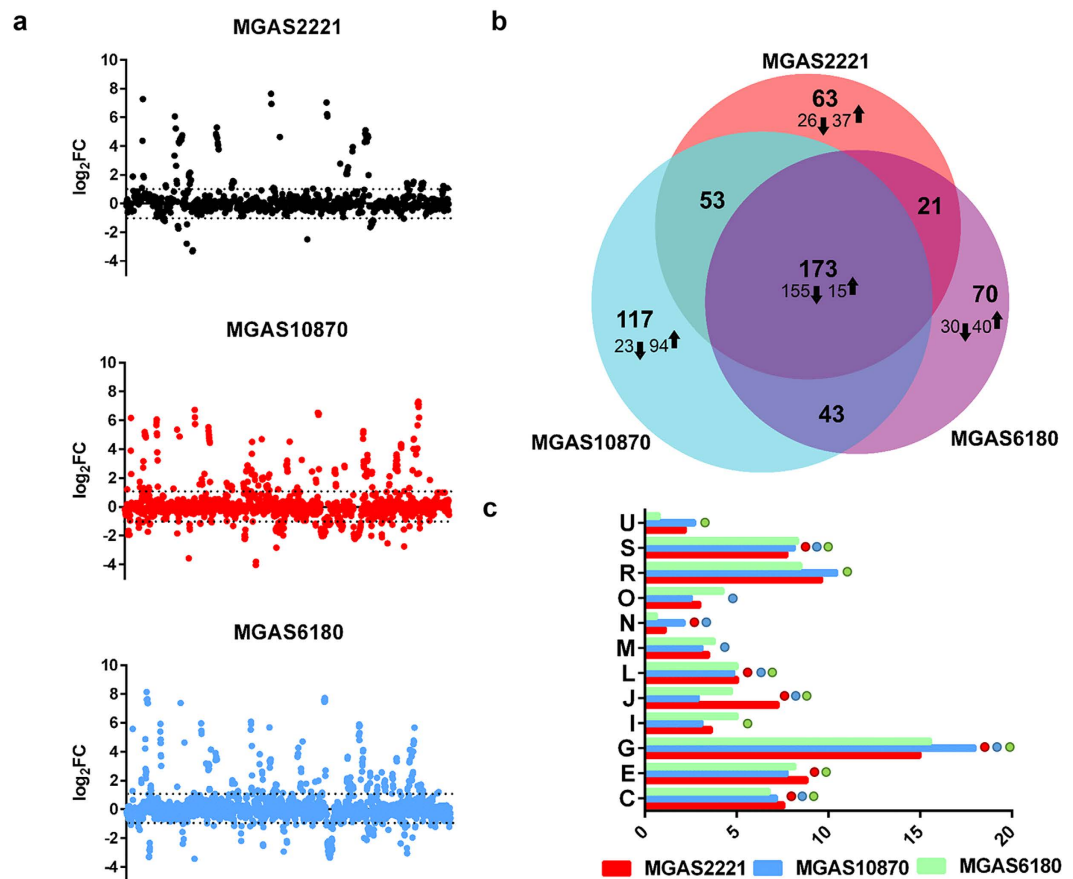 a
MGAS2221
10
8
6
4
2
0
-2
-4
log2FC
MGAS10870
10
8
6
4
2
0
-2
-4
log2FC
MGAS6180
10
8
6
4
2
0
-2
-4
log2FC
b
MGAS2221
63
26 37
53
21
173
155 15
117
23 94
70
30 40
43
MGAS10870
MGAS6180
c
U
S
R
O
N
M
L
J
I
G
E
C
0 5 10 15 20
MGAS2221 MGAS10870 MGAS6180